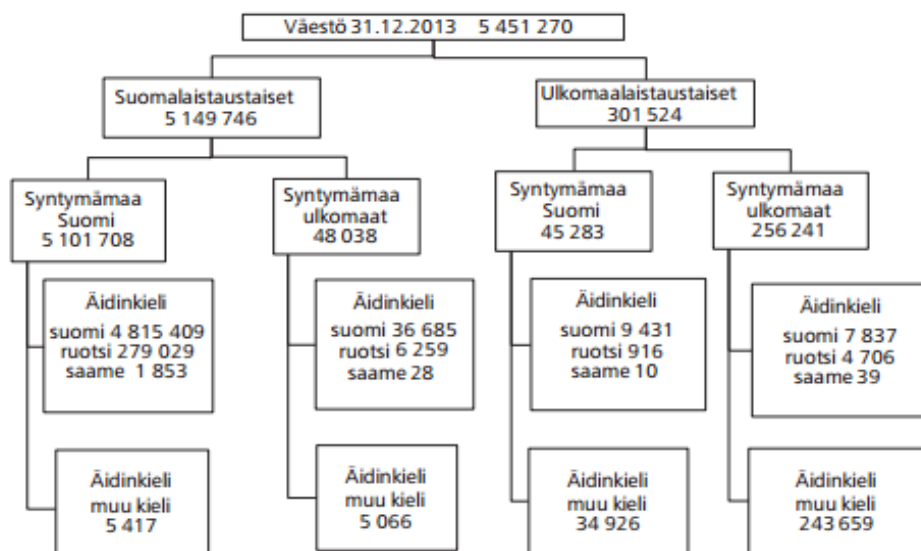 Väestö 31.12.2013 5 451 270
Suomalaistaustaiset
5 149 746
Ulkomaalaistaustaiset
301 524
Syntymämaa
Suomi
5 101 708
Syntymämaa
ulkomaat
48 038
Syntymämaa
Suomi
45 283
Syntymämaa
ulkomaat
256 241
Äidinkieli
suomi 4 815 409
ruotsi 279 029
saame 1 853
Äidinkieli
suomi 36 685
ruotsi 6 259
saame 28
Äidinkieli
suomi 9 431
ruotsi 916
saame 10
Äidinkieli
suomi 7 837
ruotsi 4 706
saame 39
Äidinkieli
muu kieli
5 417
Äidinkieli
muu kieli
5 066
Äidinkieli
muu kieli
34 926
Äidinkieli
muu kieli
243 659